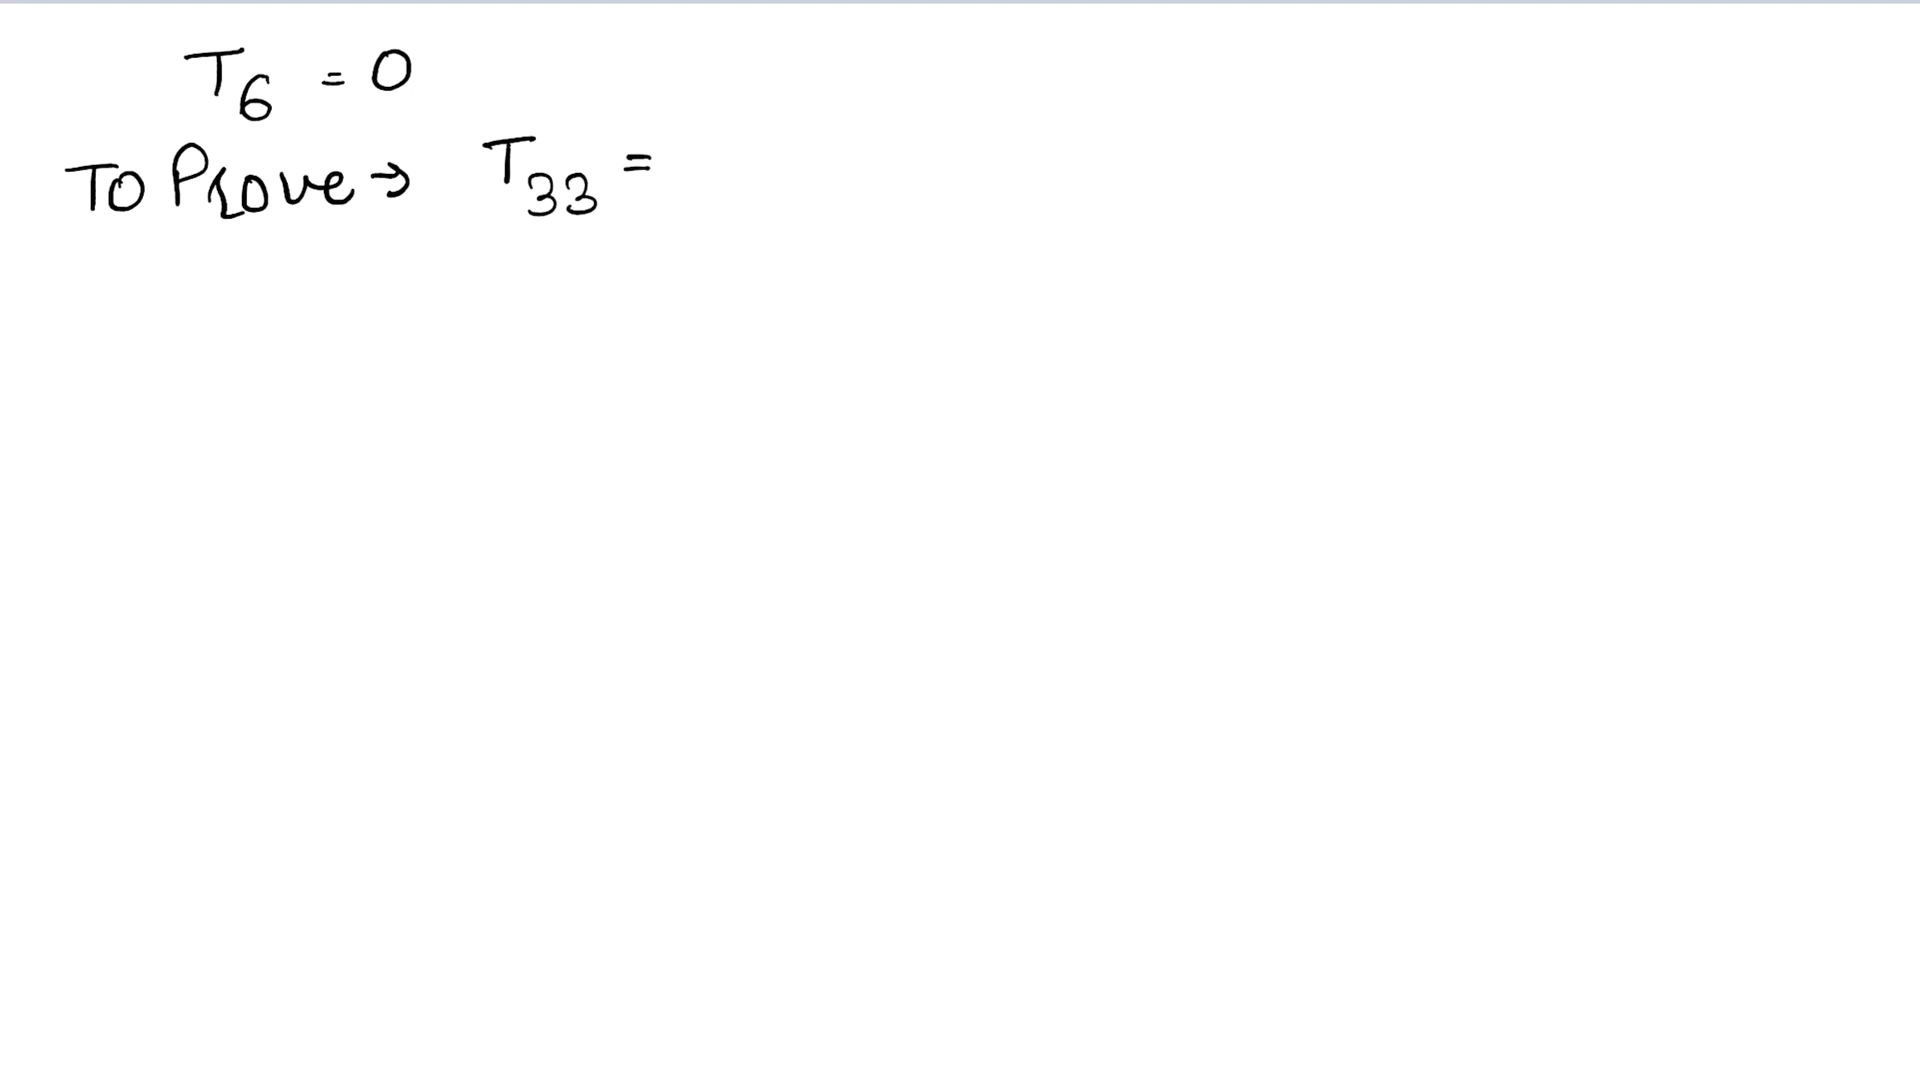 T₆ = 0
TO Prove → T₃₃ =